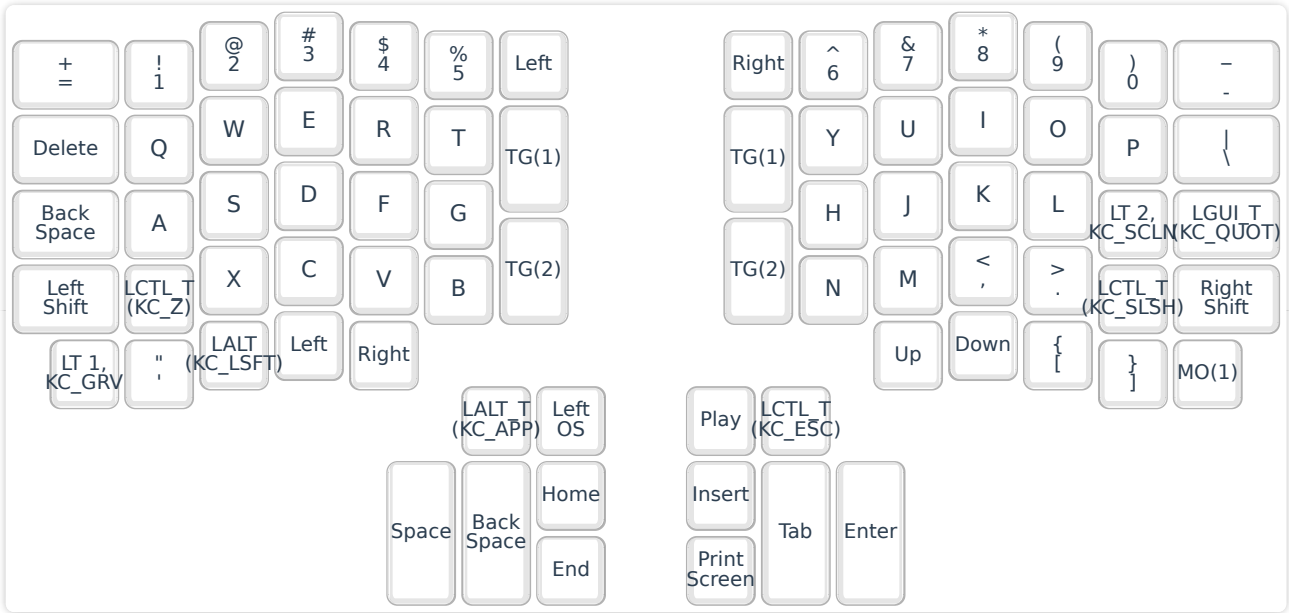 + ! @ # $ % Left Right ^ & * ( ) _
= 1 2 3 4 5 6 7 8 9 0 -
Delete Q W E R T TG(1) TG(1) Y U I O P |
\
Back A S D F G H J K L LT 2, LGUI_T
Space KC_SCLN (KC_QUOT)
Left LCTL_T X C V B TG(2) TG(2) N M < > LCTL_T Right
Shift (KC_Z) , . (KC_SLSH) Shift
LT 1, " LALT Left Right Up Down { } MO(1)
KC_GRV ' (KC_LSFT) [ ]
LALT_T Left Play LCTL_T
(KC_APP) OS (KC_ESC)
Space Back Home Insert Tab Enter
Space
End Print
Screen